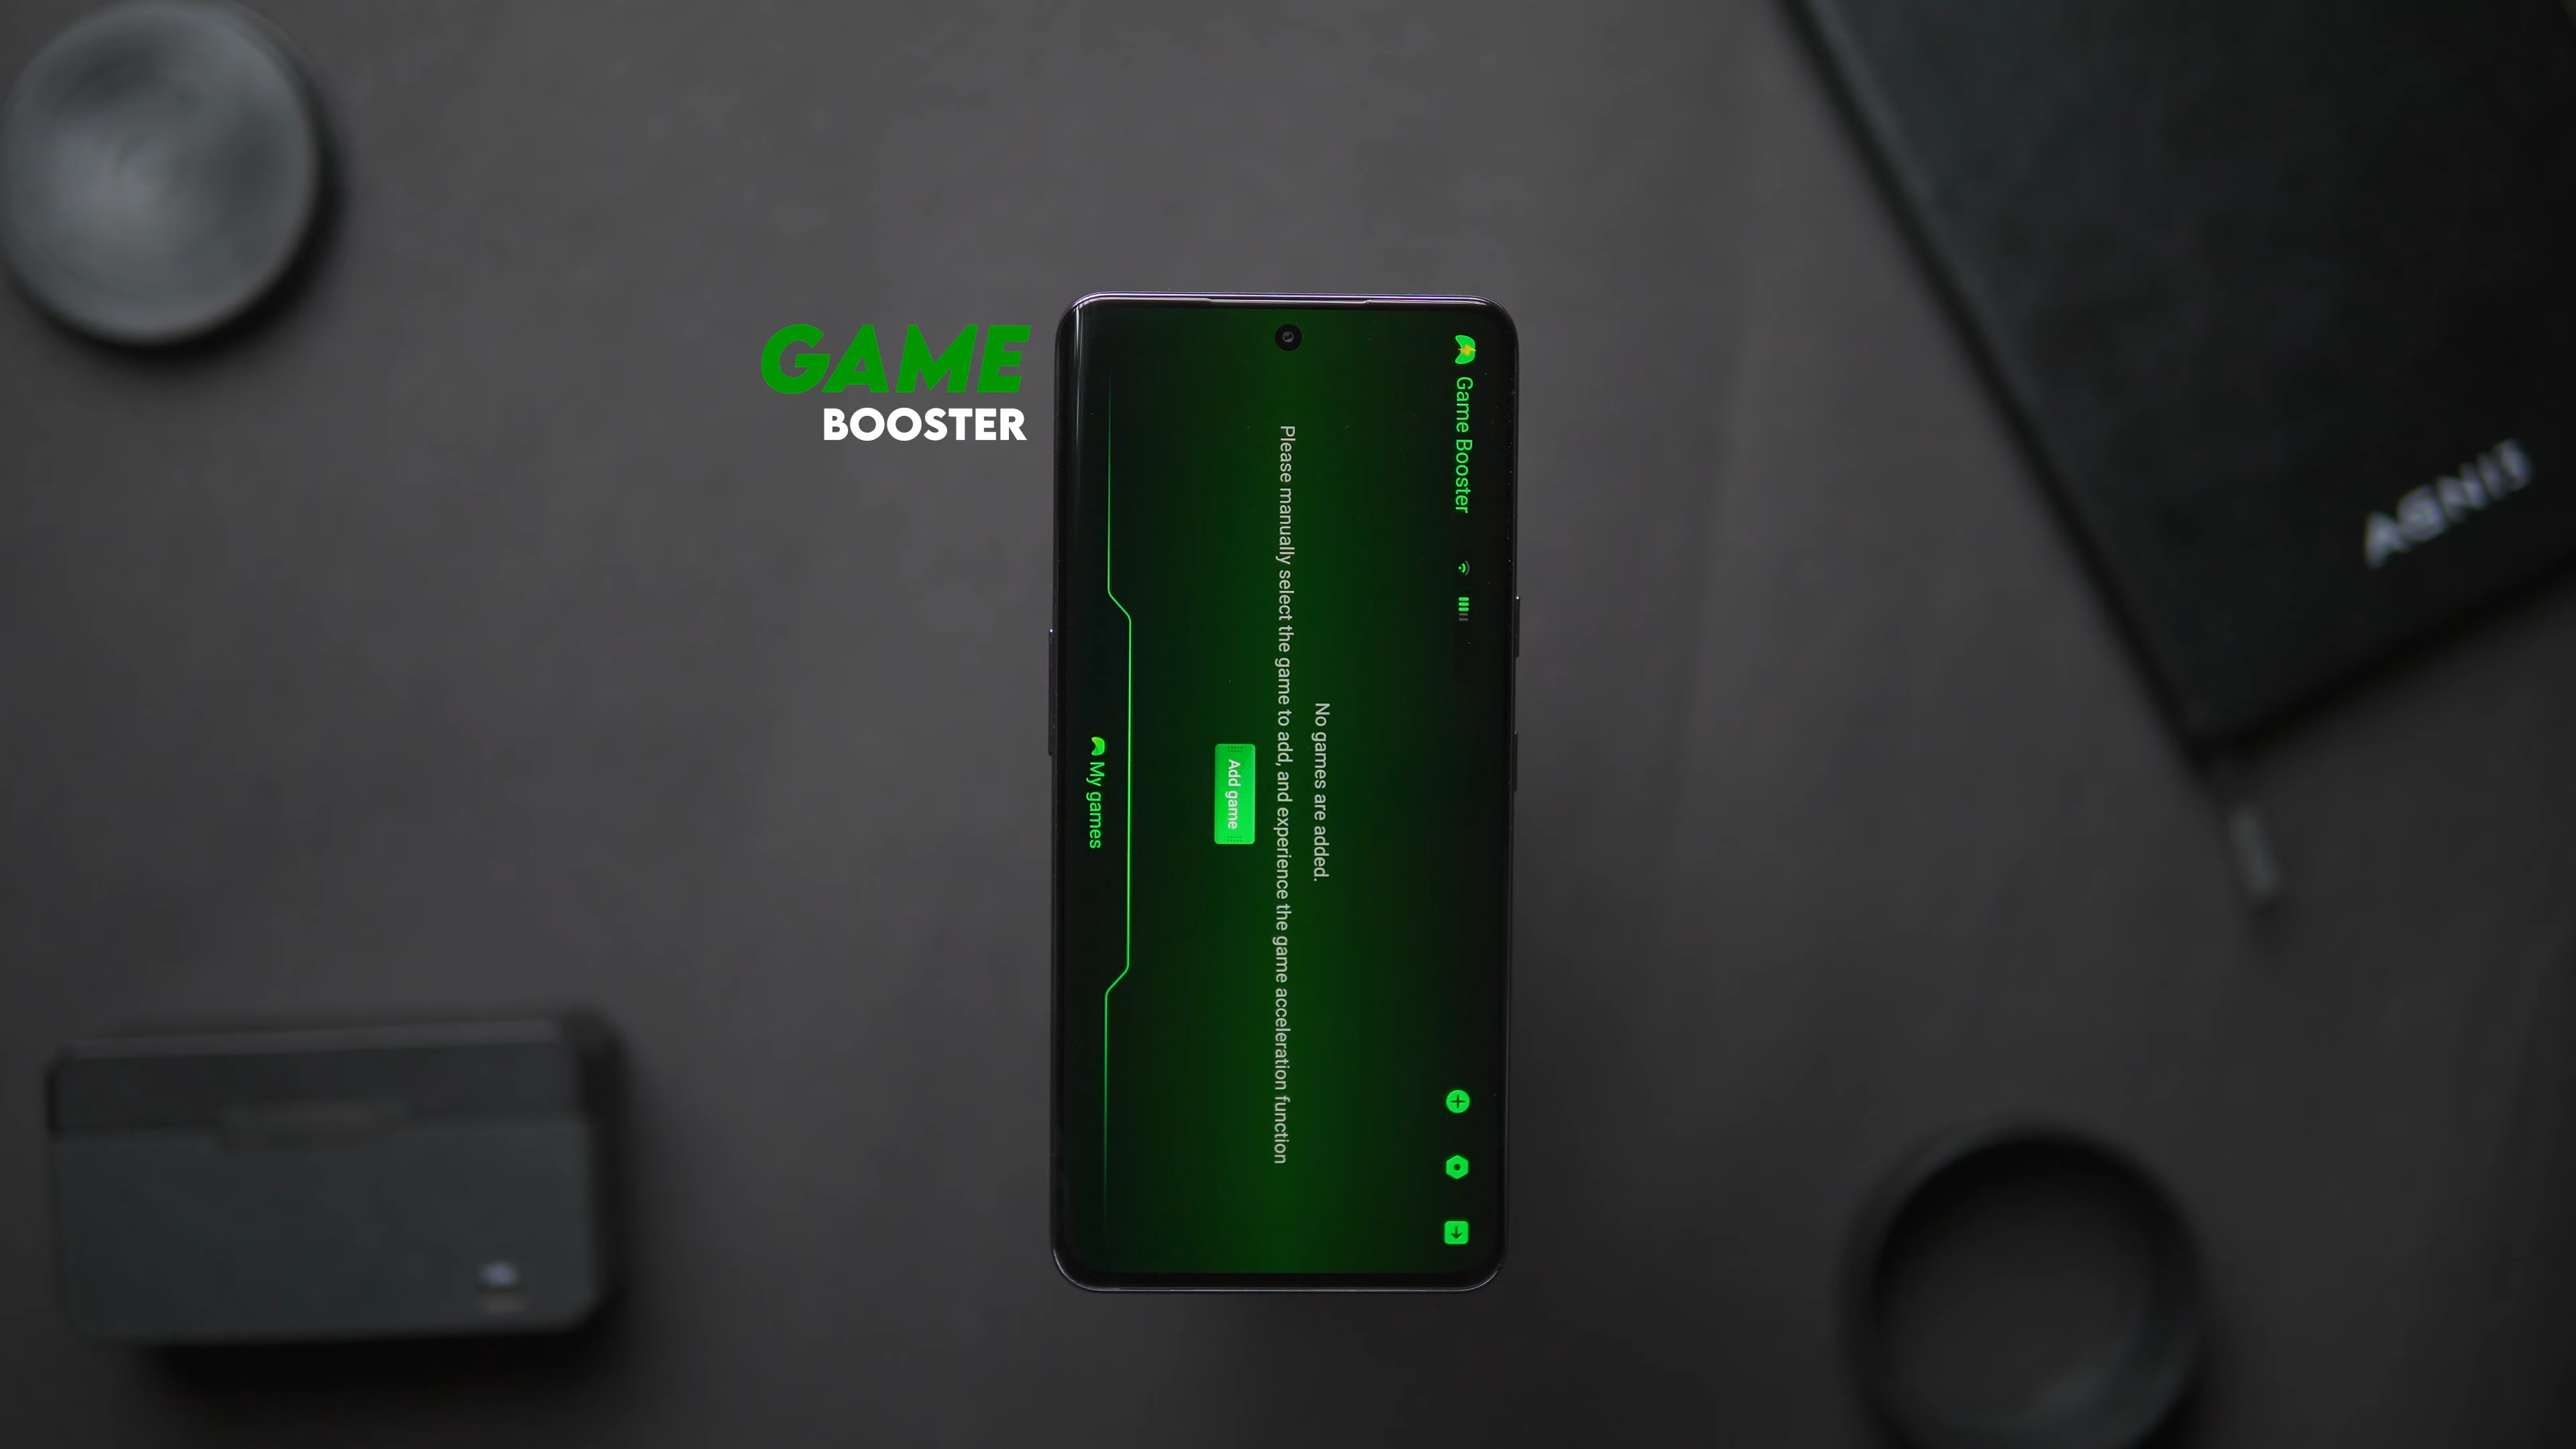 GAME
BOOSTER
Game Booster
No games are added.
Please manually select the game to add, and experience the game acceleration function
Add game
My games
AGNIS